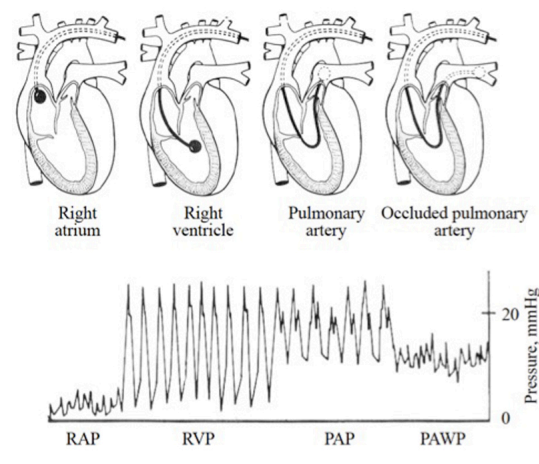 Right
atrium
Right
ventricle
Pulmonary
artery
Occluded pulmonary
artery
20
Pressure, mmHg
0
RAP RVP PAP PAWP